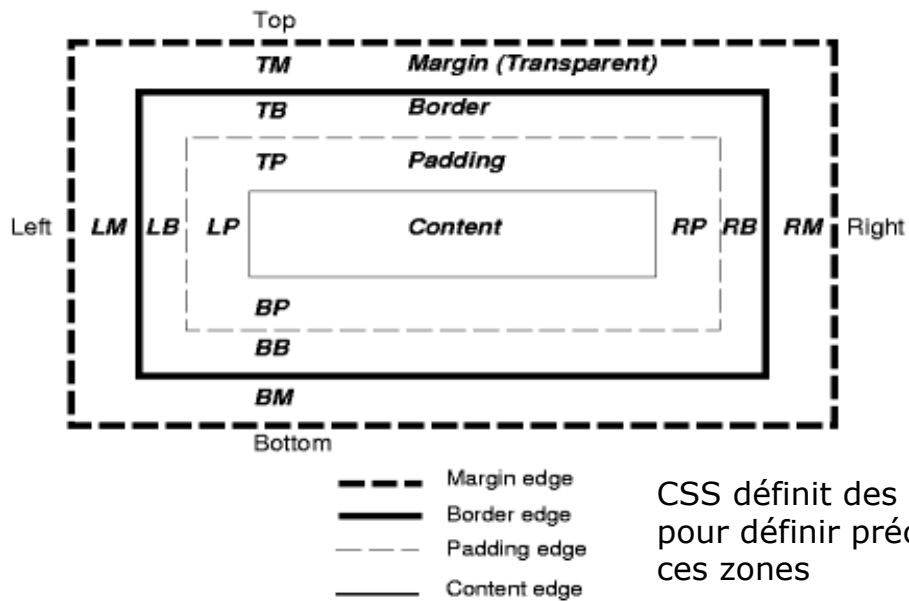 Top
TM Margin (Transparent)
TB Border
TP Padding
Left LM LB LP Content RP RB RM Right
BP
BB
BM
Bottom
Margin edge
Border edge
Padding edge
Content edge
CSS définit des
pour définir
ces zones